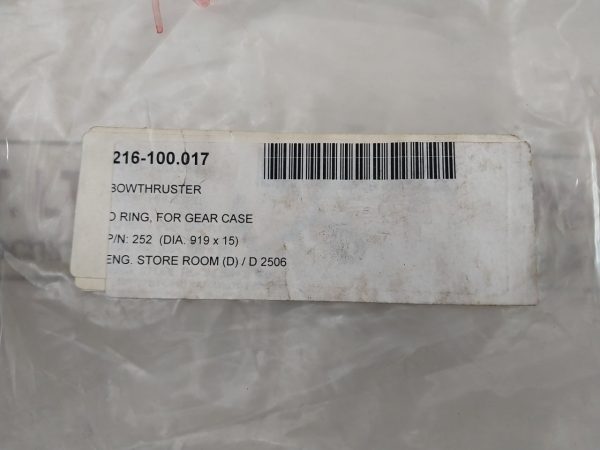 216-100.017
BOWTHRUSTER
O RING, FOR GEAR CASE
P/N: 252 (DIA. 919 x 15)
ENG. STORE ROOM (D) / D 2506